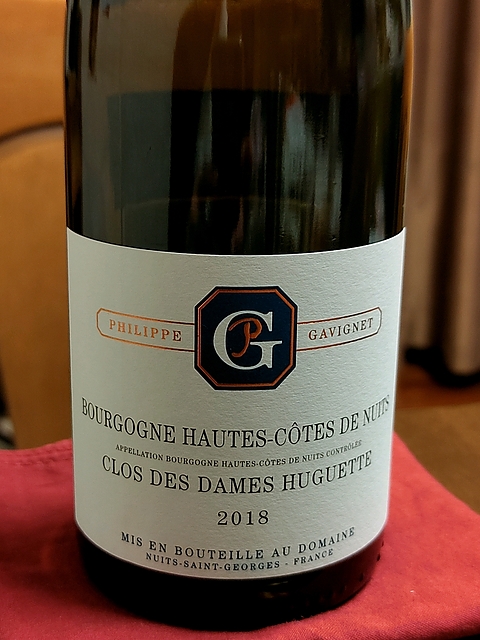 PHILIPPE PG GAVIGNET
BOURGOGNE HAUTES-CÔTES DE NUITS
APPELLATION BOURGOGNE HAUTES-CÔTES DE NUITS CONTRÔLÉE
CLOS DES DAMES HUGUETTE
2018
MIS EN BOUTEILLE AU DOMAINE
NUITS-SAINT-GEORGES - FRANCE